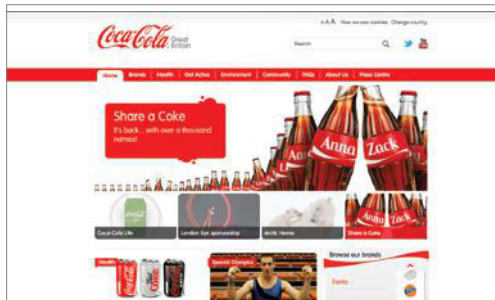 A A A How we use cookies Change country
Coca-Cola Great Britain
Search
Home Brands Health Get Active Environment Community FAQs About Us Press Centre
Share a Coke
It's back... with over a thousand
names!
Anna Zack
Coca-Cola Life London Eye sponsorship Arctic Home Share a Coke
Health Special Olympics Browse our brands
Coca-Cola
Fanta